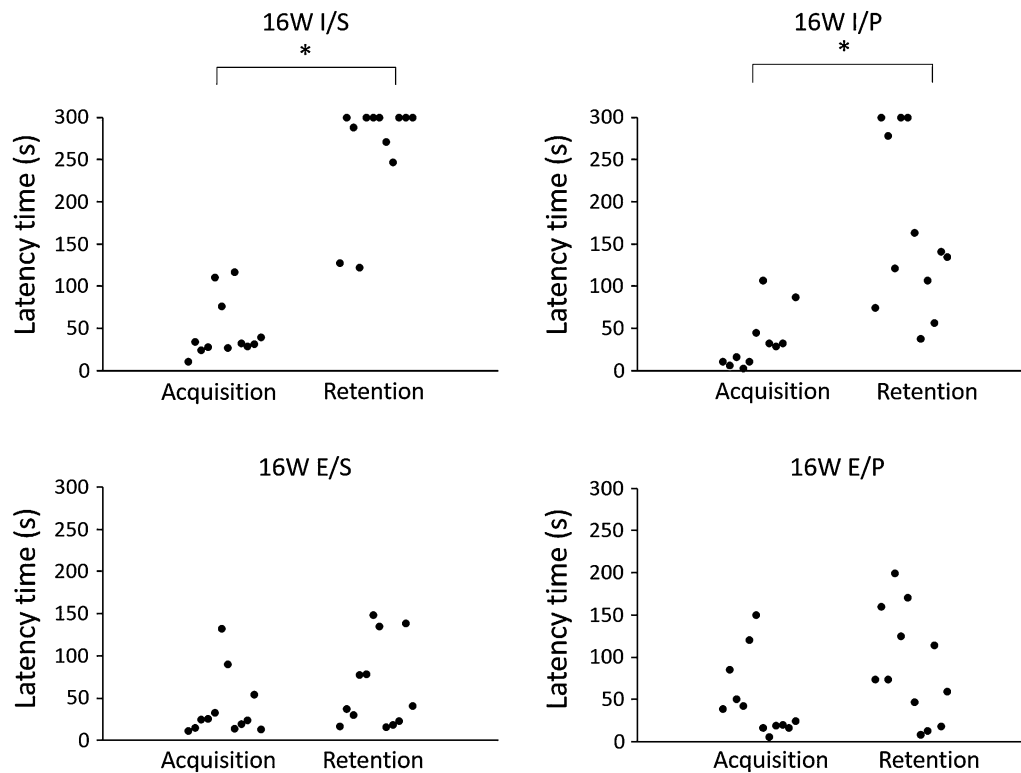 16W I/S
*
Latency time (s)
300
250
200
150
100
50
0
Acquisition
Retention
16W I/P
*
Latency time (s)
300
250
200
150
100
50
0
Acquisition
Retention
16W E/S
Latency time (s)
300
250
200
150
100
50
0
Acquisition
Retention
16W E/P
Latency time (s)
300
250
200
150
100
50
0
Acquisition
Retention